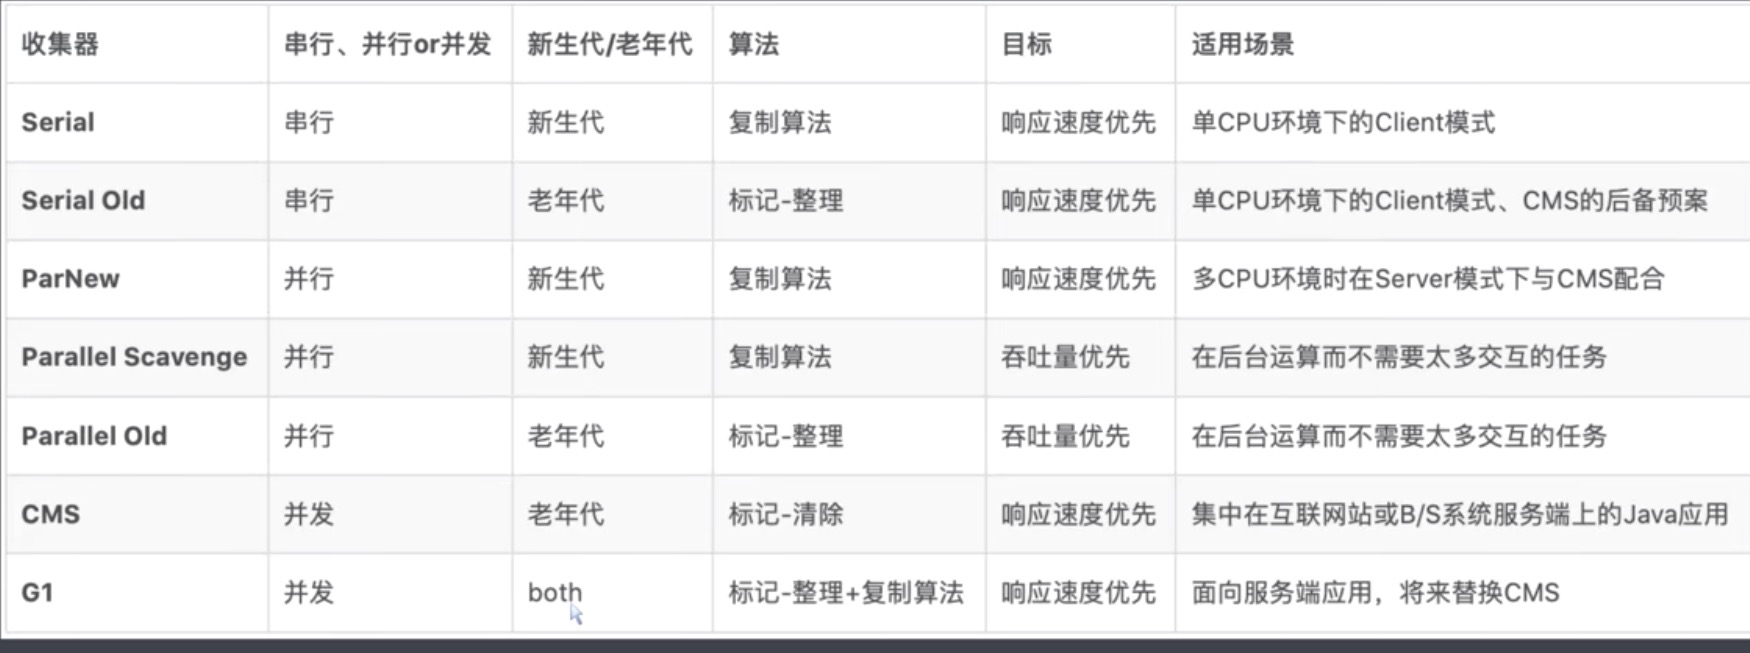 收集器 串行、并行or并发 新生代/老年代 算法 目标 适用场景
Serial 串行 新生代 复制算法 响应速度优先 单CPU环境下的Client模式
Serial Old 串行 老年代 标记-整理 响应速度优先 单CPU环境下的Client模式、CMS的后备预案
ParNew 并行 新生代 复制算法 响应速度优先 多CPU环境时在Server模式下与CMS配合
Parallel Scavenge 并行 新生代 复制算法 吞吐量优先 在后台运算而不需要太多交互的任务
Parallel Old 并行 老年代 标记-整理 吞吐量优先 在后台运算而不需要太多交互的任务
CMS 并发 老年代 标记-清除 响应速度优先 集中在互联网站或B/S系统服务端上的Java应用
G1 并发 both 标记-整理+复制算法 响应速度优先 面向服务端应用，将来替换CMS